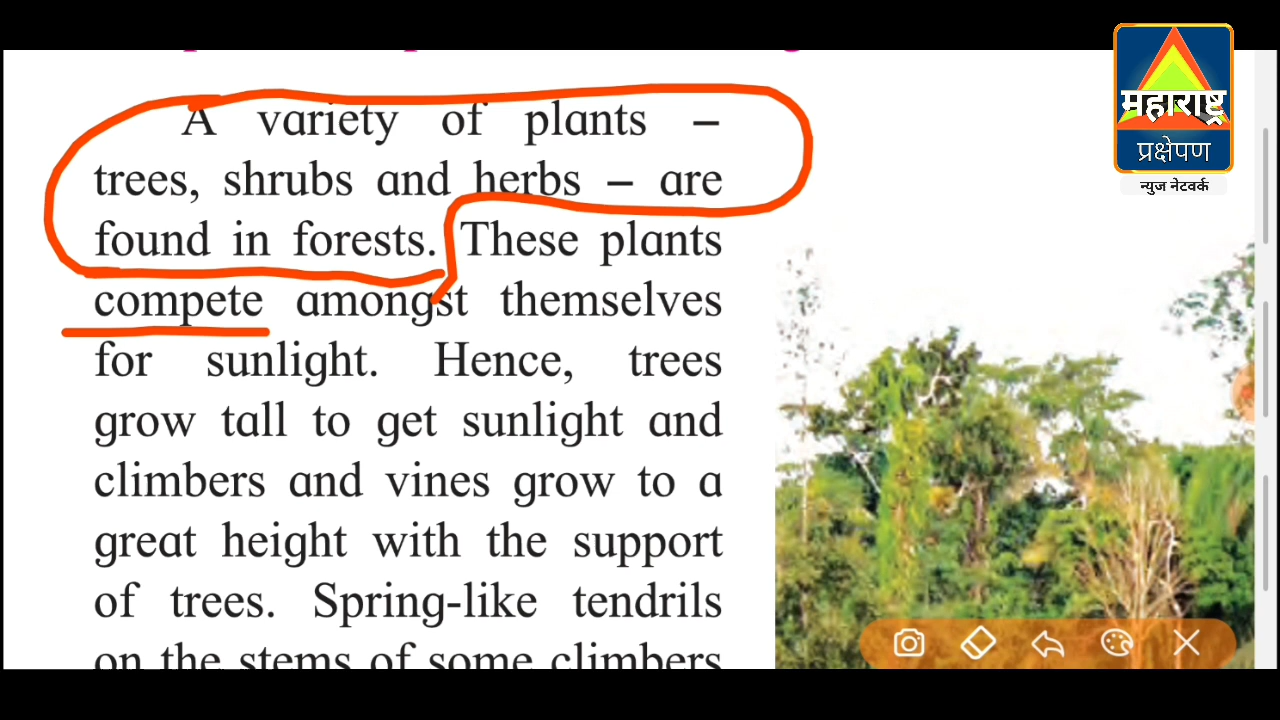 A variety of plants –
trees, shrubs and herbs – are
found in forests. These plants
compete amongst themselves
for sunlight. Hence, trees
grow tall to get sunlight and
climbers and vines grow to a
great height with the support
of trees. Spring-like tendrils
on the stems of some climbers
महाराष्ट्र
प्रक्षेपण
न्युज नेटवर्क